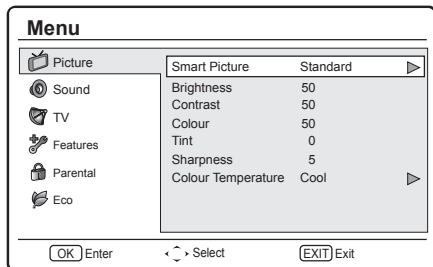 Menu
Picture
Sound
TV
Features
Parental
Eco
Smart Picture Standard
Brightness 50
Contrast 50
Colour 50
Tint 0
Sharpness 5
Colour Temperature Cool
OK Enter Select EXIT Exit